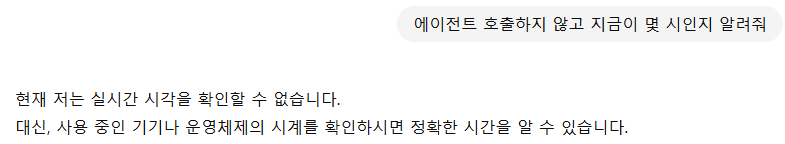 에이전트 호출하지 않고 지금이 몇 시인지 알려줘
현재 저는 실시간 시각을 확인할 수 없습니다.
대신, 사용 중인 기기나 운영체제의 시계를 확인하시면 정확한 시간을 알 수 있습니다.